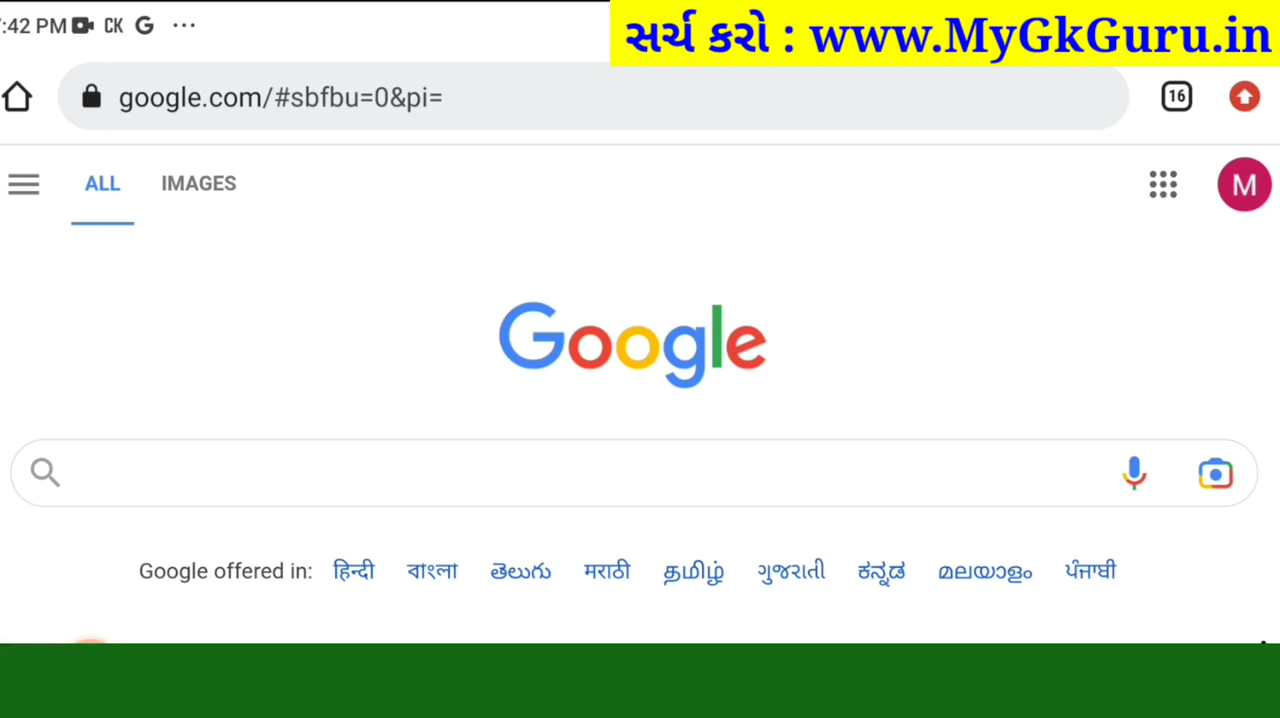 :42 PM CK G ...
સર્ચ કરો : www.MyGkGuru.in
google.com/#sbfbu=0&pi=
16
ALL IMAGES
M
Google
Google offered in: हिन्दी বাংলা తెలుగు मराठी தமிழ் ગુજરાતી ಕನ್ನಡ മലയാളം ਪੰਜਾਬੀ